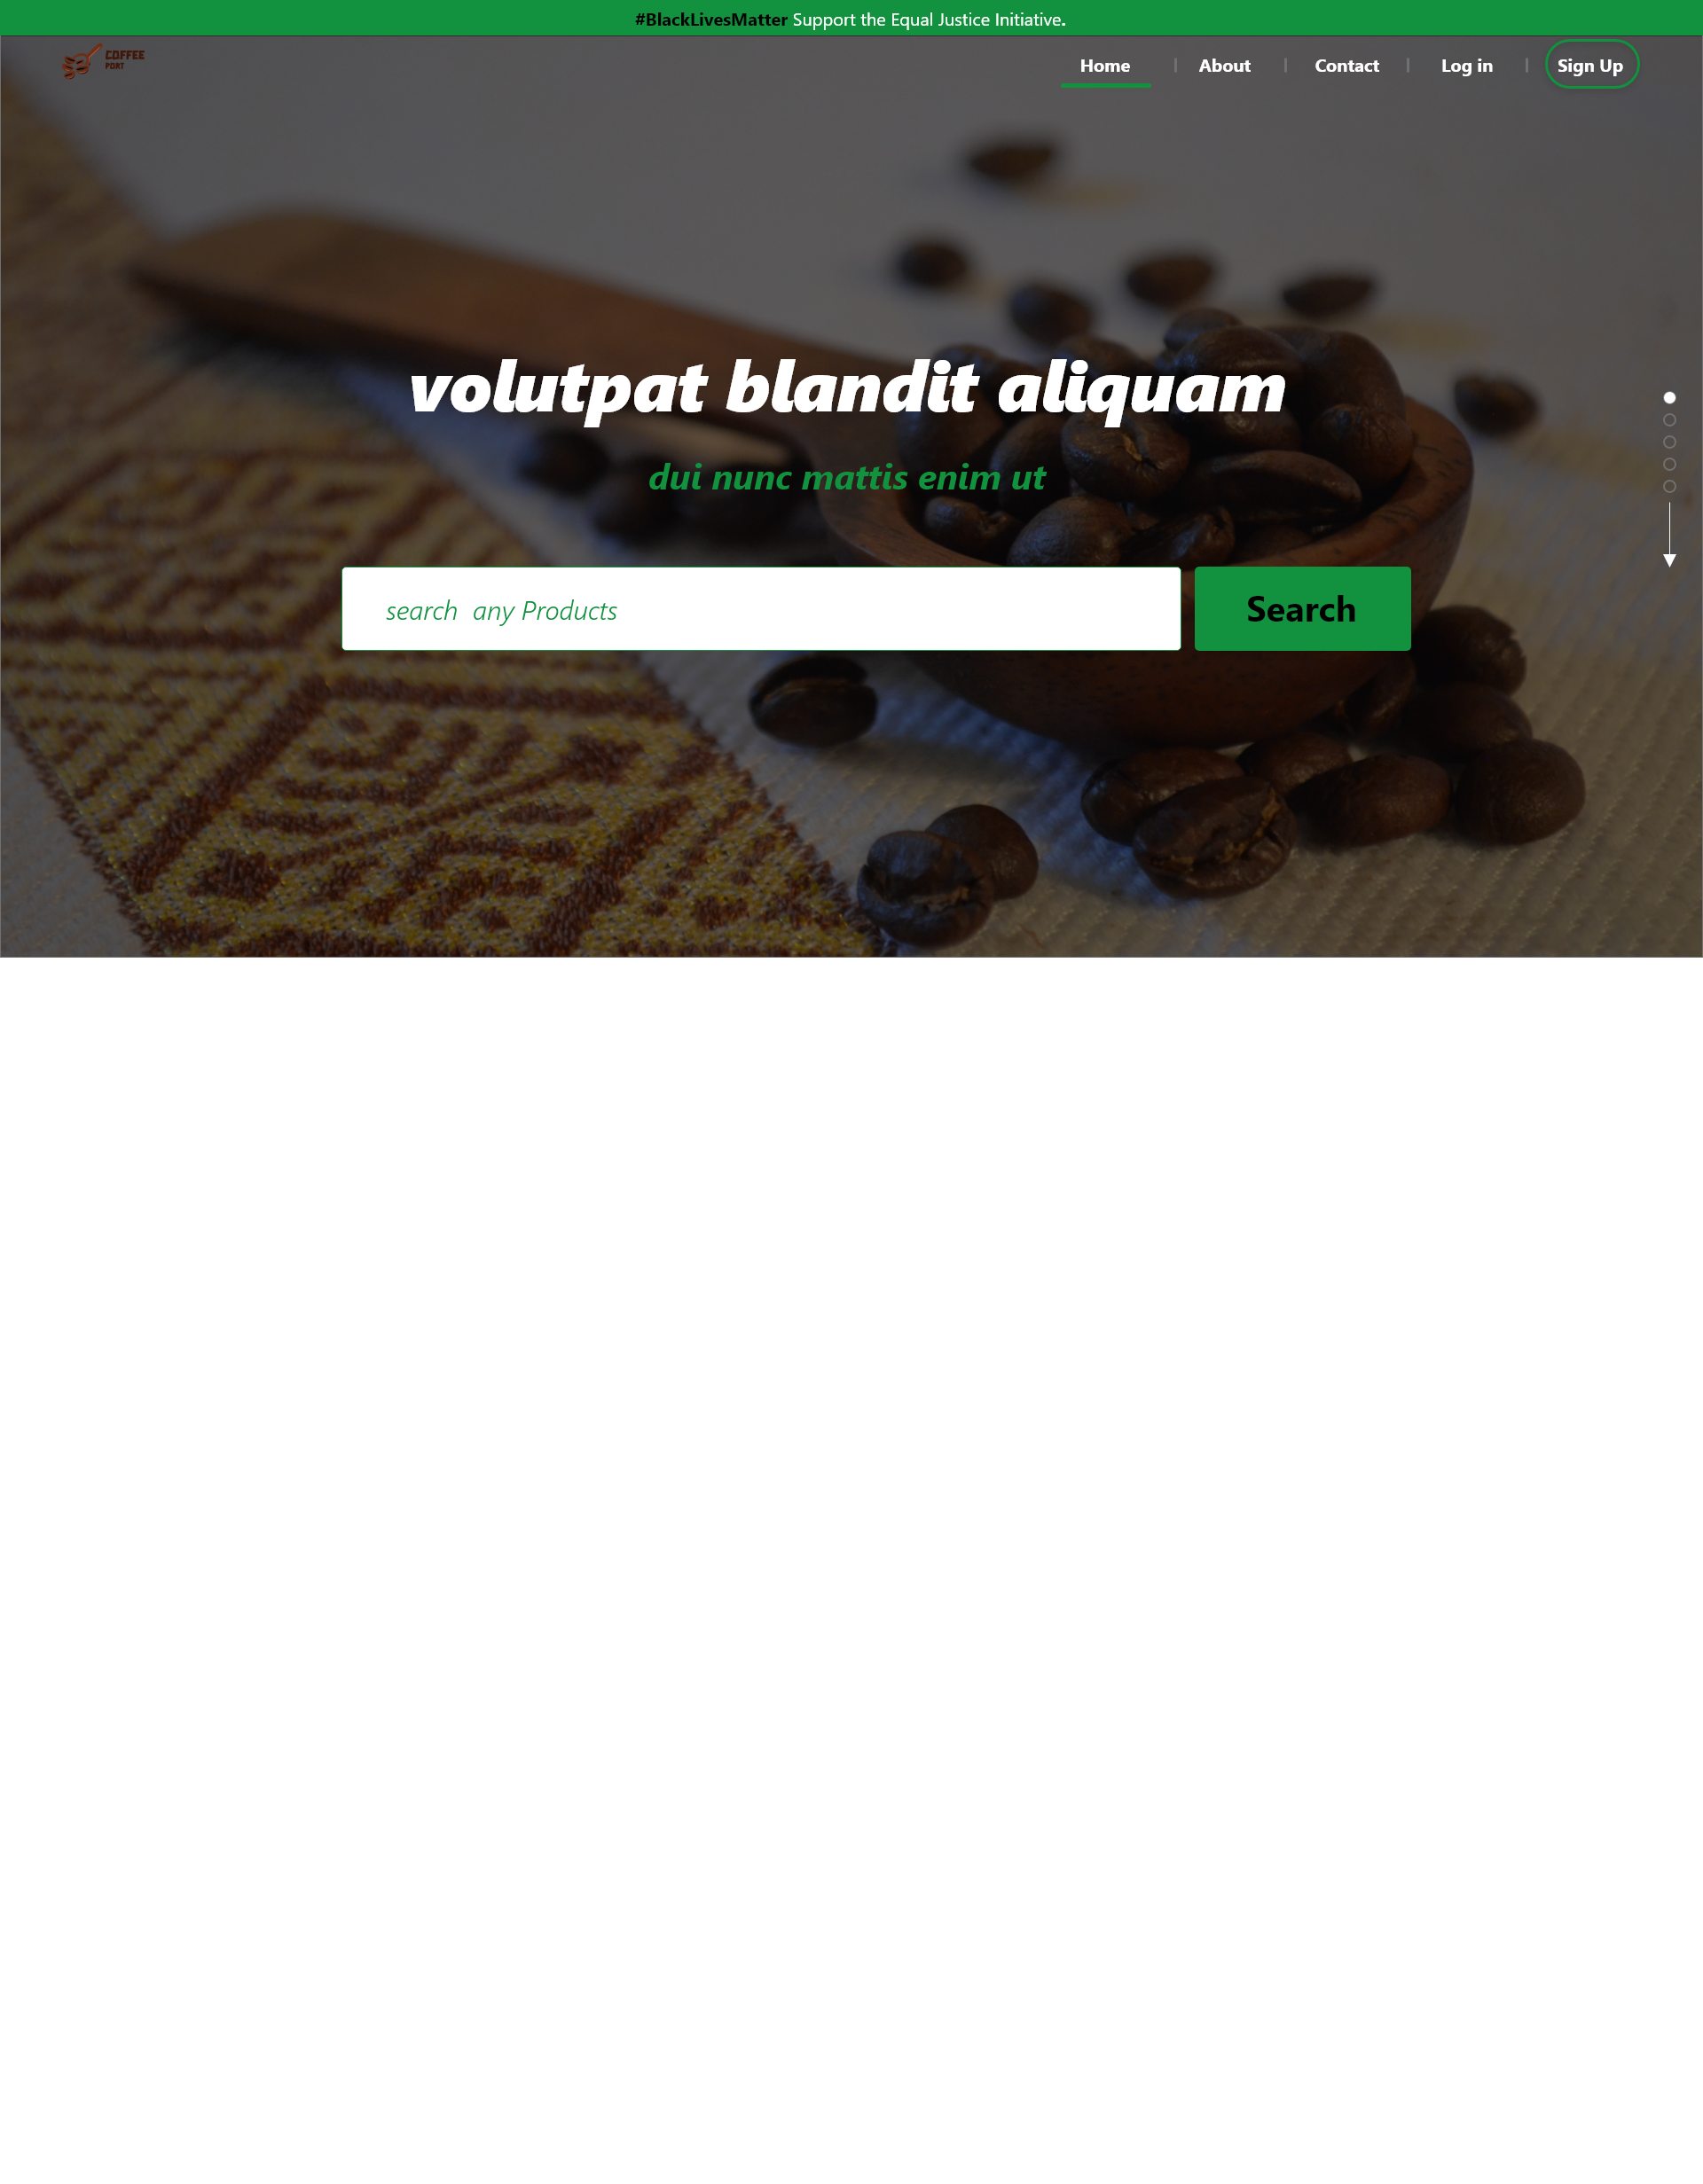 #BlackLivesMatter Support the Equal Justice Initiative.
COFFEE
PORT
Home | About | Contact | Log in | Sign Up
volutpat blandit aliquam
dui nunc mattis enim ut
search any Products
Search